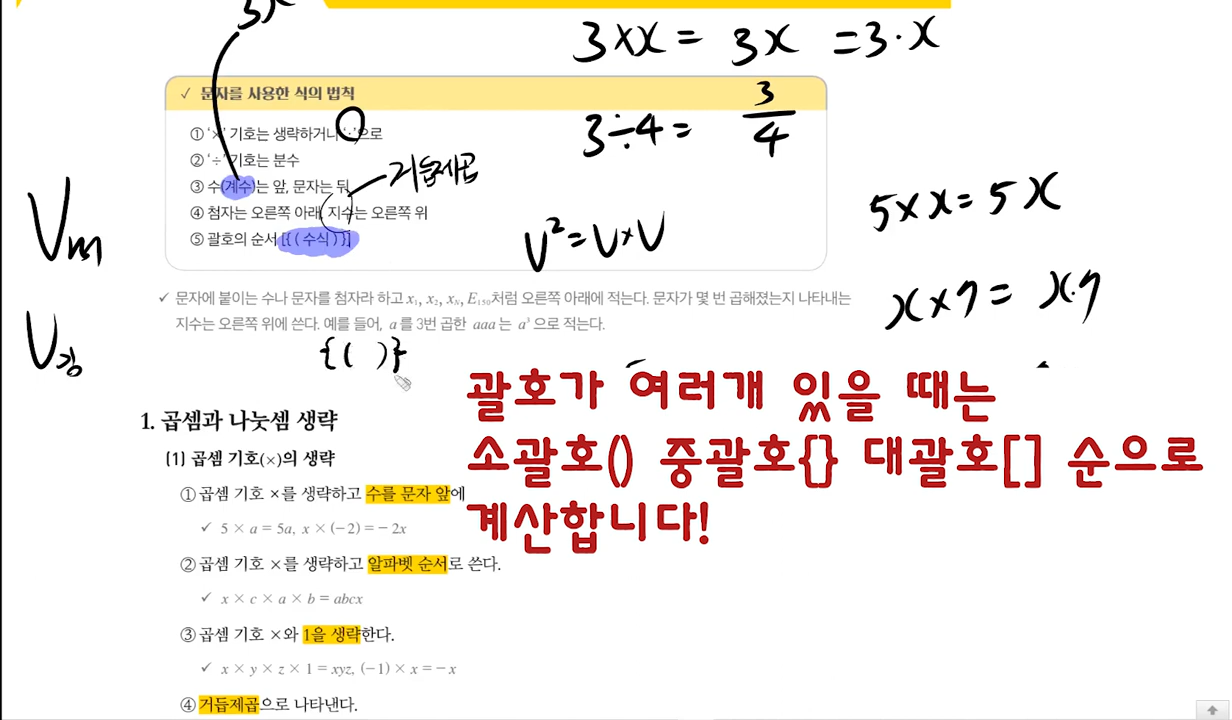 3x
3×x = 3x = 3·x
✓ 문자를 사용한 식의 법칙
① '×' 기호는 생략하거나 '·'으로
② '÷' 기호는 분수
③ 수(계수)는 앞, 문자는 뒤
④ 첨자는 오른쪽 아래, 지수는 오른쪽 위
⑤ 괄호의 순서 [{ ( 수식 ) }]
3÷4 = 3/4
거듭제곱
V² = V×V
5×x = 5x
x×y = x·y
Vm
V강
✓ 문자에 붙이는 수나 문자를 첨자라 하고 x₁, x₂, x_N, E₁₅₀처럼 오른쪽 아래에 적는다. 문자가 몇 번 곱해졌는지 나타내는
지수는 오른쪽 위에 쓴다. 예를 들어, a 를 3번 곱한 aaa 는 a³ 으로 적는다.
{( )}
괄호가 여러개 있을 때는
소괄호() 중괄호{} 대괄호[] 순으로
계산합니다!
1. 곱셈과 나눗셈 생략
(1) 곱셈 기호(×)의 생략
① 곱셈 기호 ×를 생략하고 수를 문자 앞에
✓ 5 × a = 5a, x × (−2) = − 2x
② 곱셈 기호 ×를 생략하고 알파벳 순서로 쓴다.
✓ x × c × a × b = abcx
③ 곱셈 기호 ×와 1을 생략한다.
✓ x × y × z × 1 = xyz, (−1) × x = − x
④ 거듭제곱으로 나타낸다.